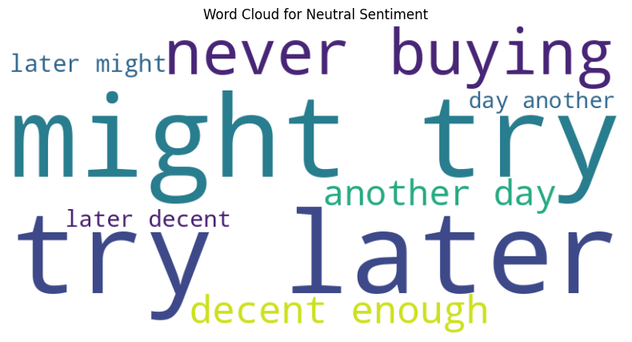 Word Cloud for Neutral Sentiment
later might
never buying
day another
might try
another day
later decent
try later
decent enough